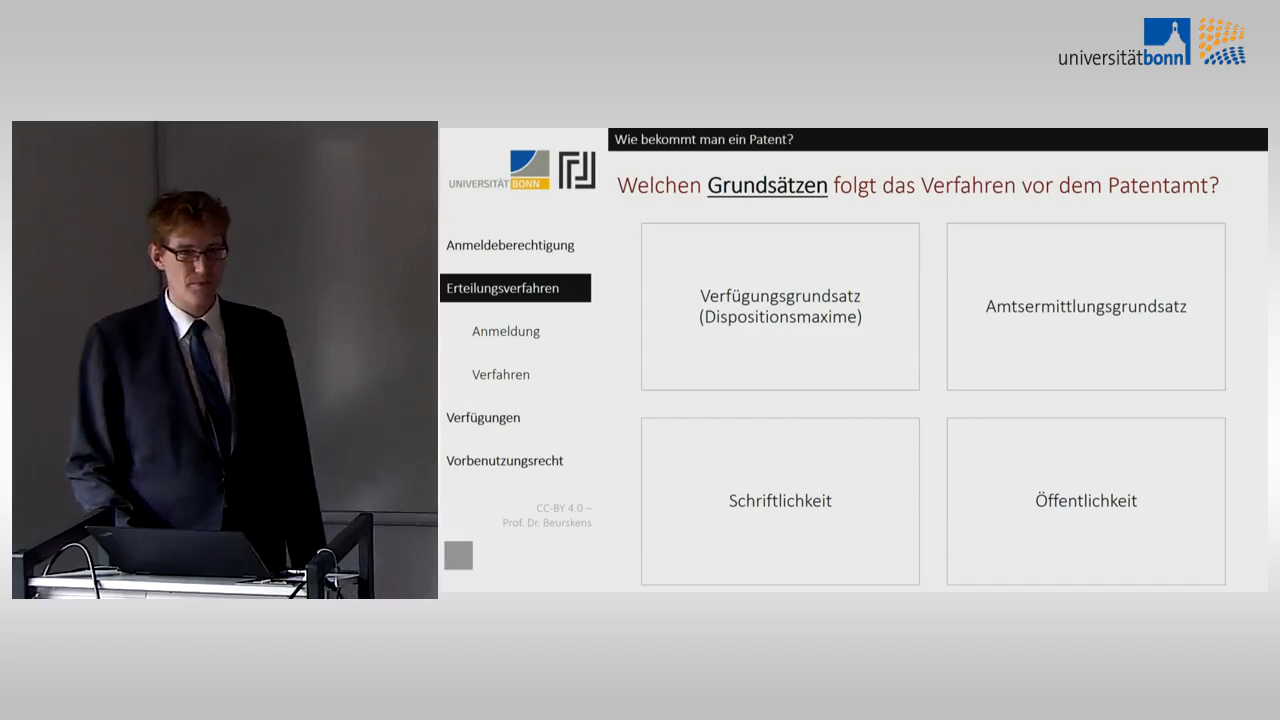 universitätbonn
Wie bekommt man ein Patent?
UNIVERSITÄT BONN
Welchen Grundsätzen folgt das Verfahren vor dem Patentamt?
Anmeldeberechtigung
Erteilungsverfahren
Anmeldung
Verfahren
Verfügungen
Vorbenutzungsrecht
CC-BY 4.0 –
Prof. Dr. Beurskens
Verfügungsgrundsatz
(Dispositionsmaxime)
Amtsermittlungsgrundsatz
Schriftlichkeit
Öffentlichkeit